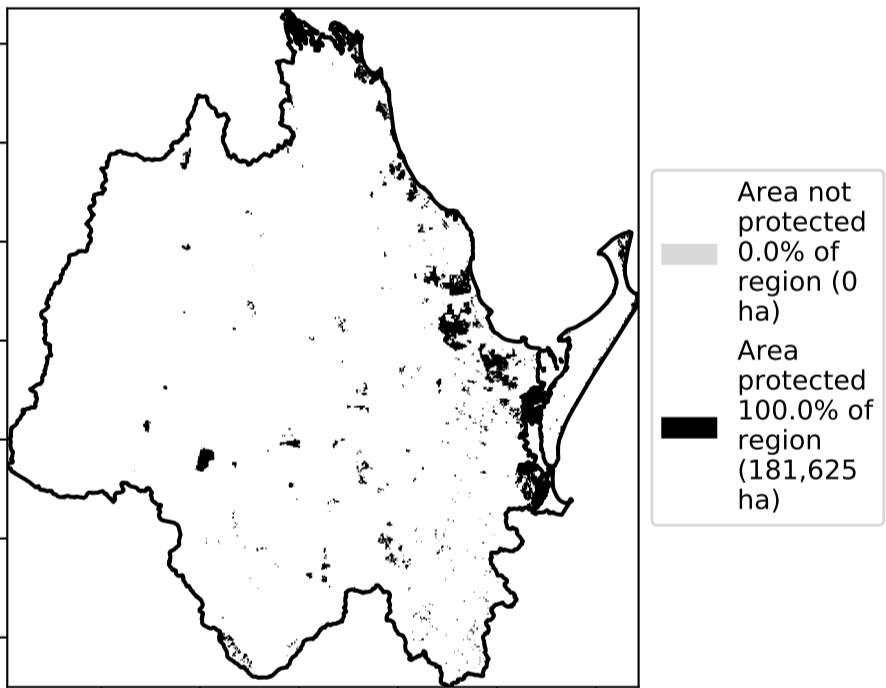 Area not
protected
0.0% of
region (0
ha)
Area
protected
100.0% of
region
(181,625
ha)